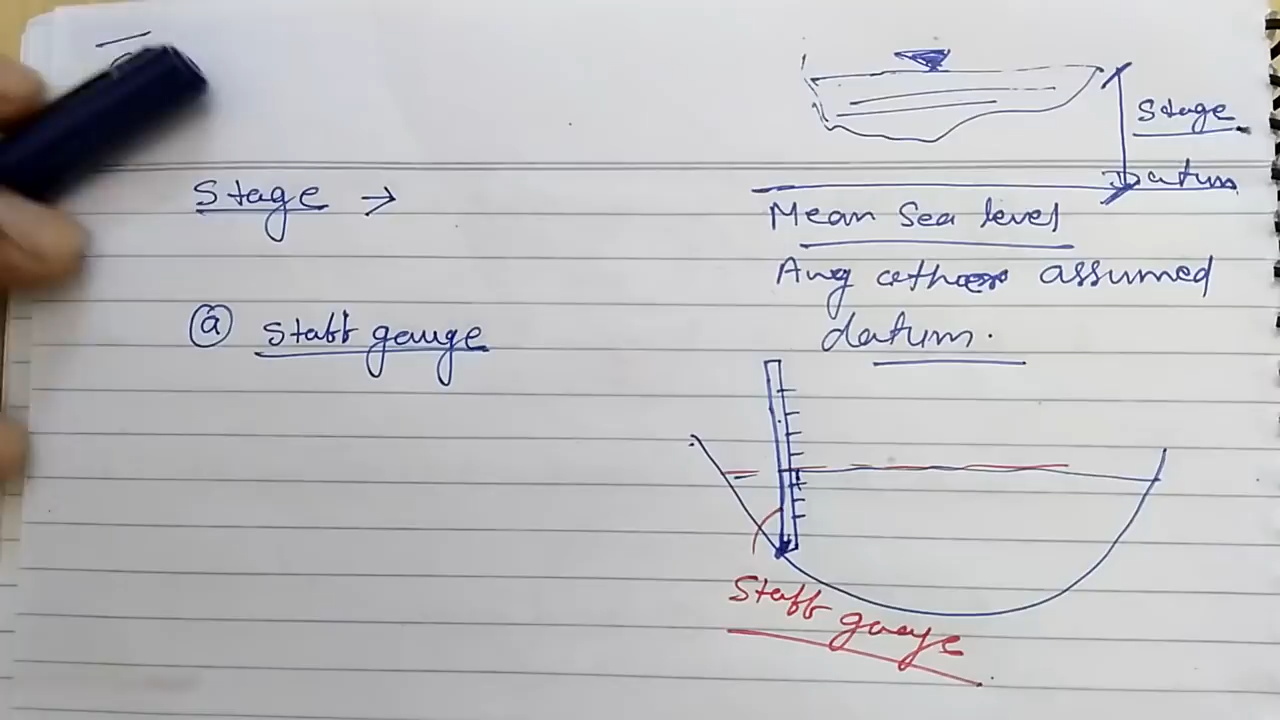 Stage
Datum
Stage →
Mean Sea level
Any other assumed
datum.
ⓐ Staff gauge
Staff gauge